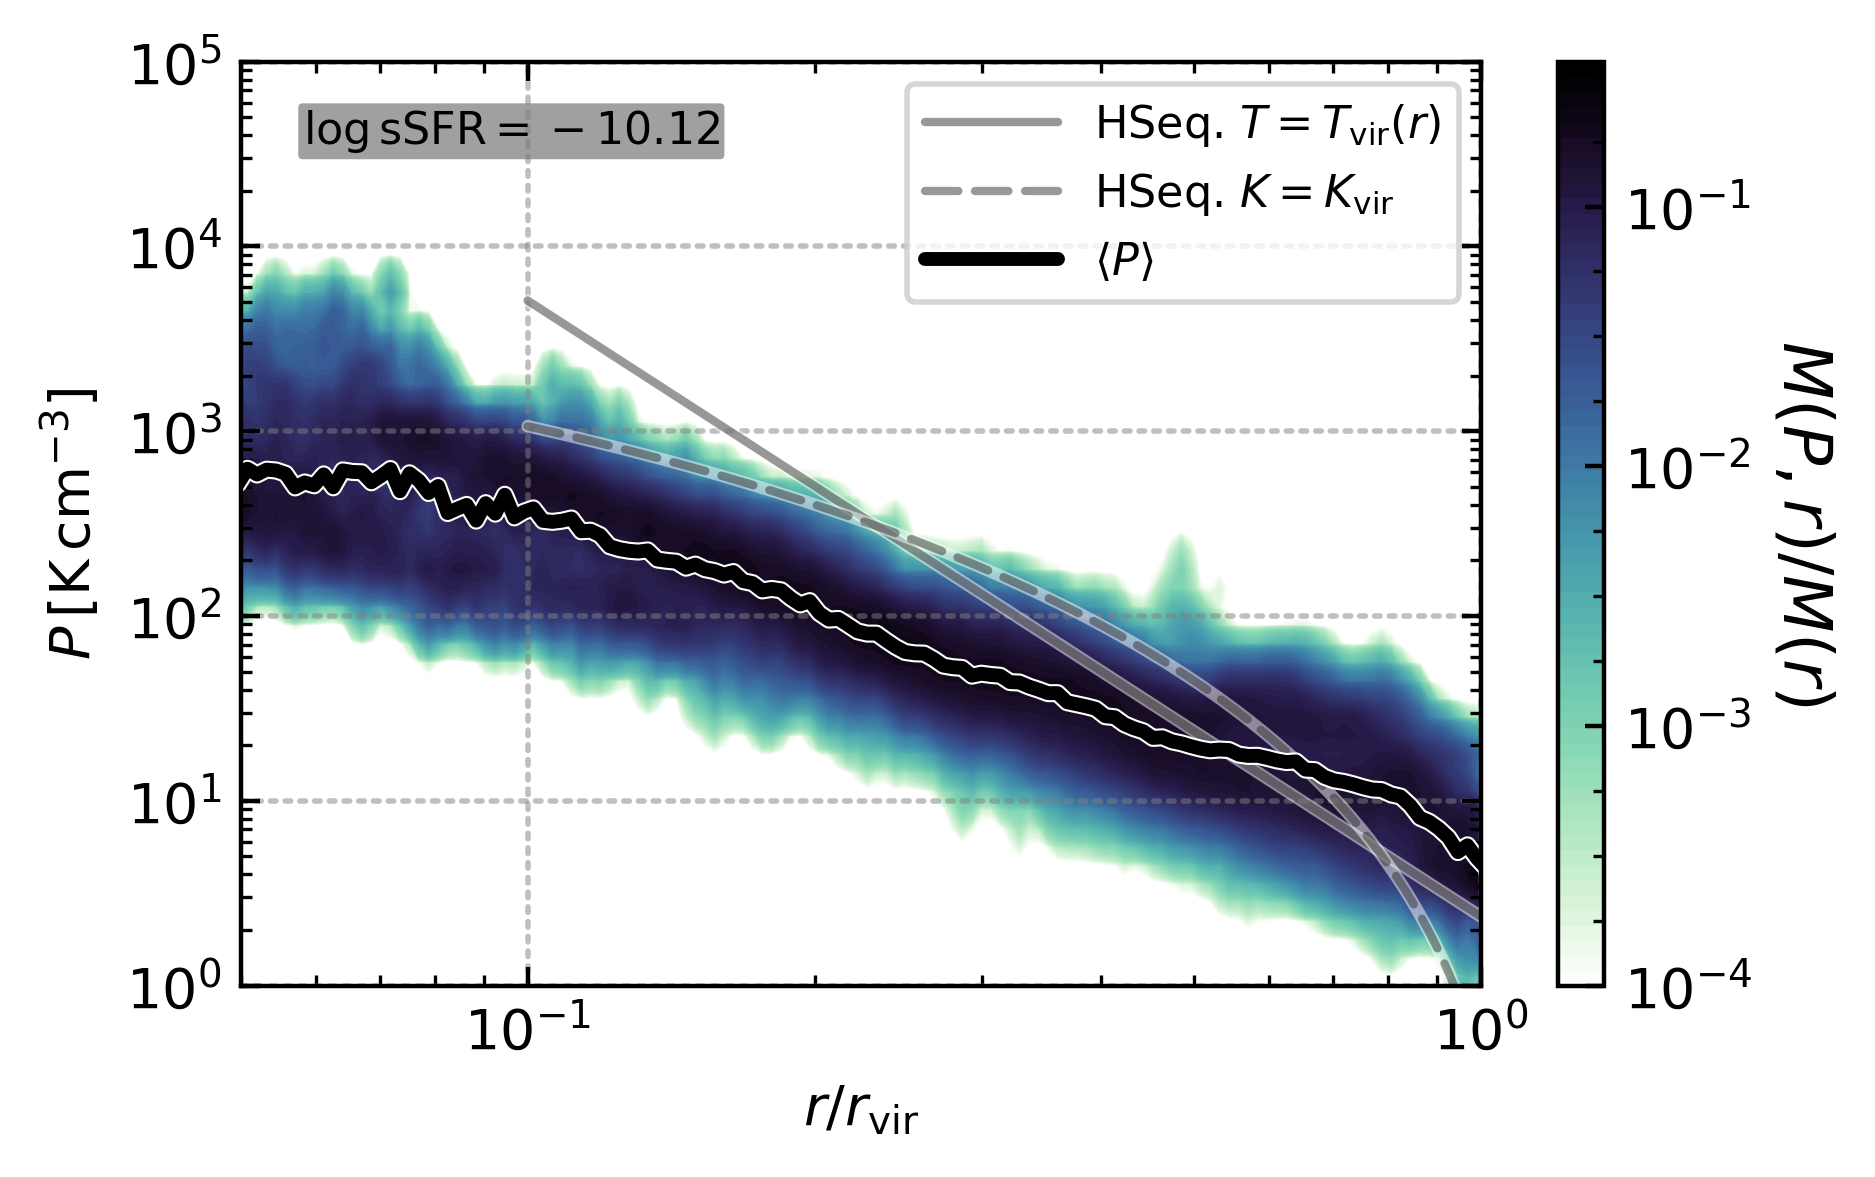 log sSFR = − 10.12
HSeq. T = T_vir(r)
HSeq. K = K_vir
⟨P⟩
10^5
10^4
10^3
10^2
10^1
10^0
P [K cm^−3]
10^−1
10^0
r/r_vir
10^−1
10^−2
10^−3
10^−4
M(P, r)/M(r)